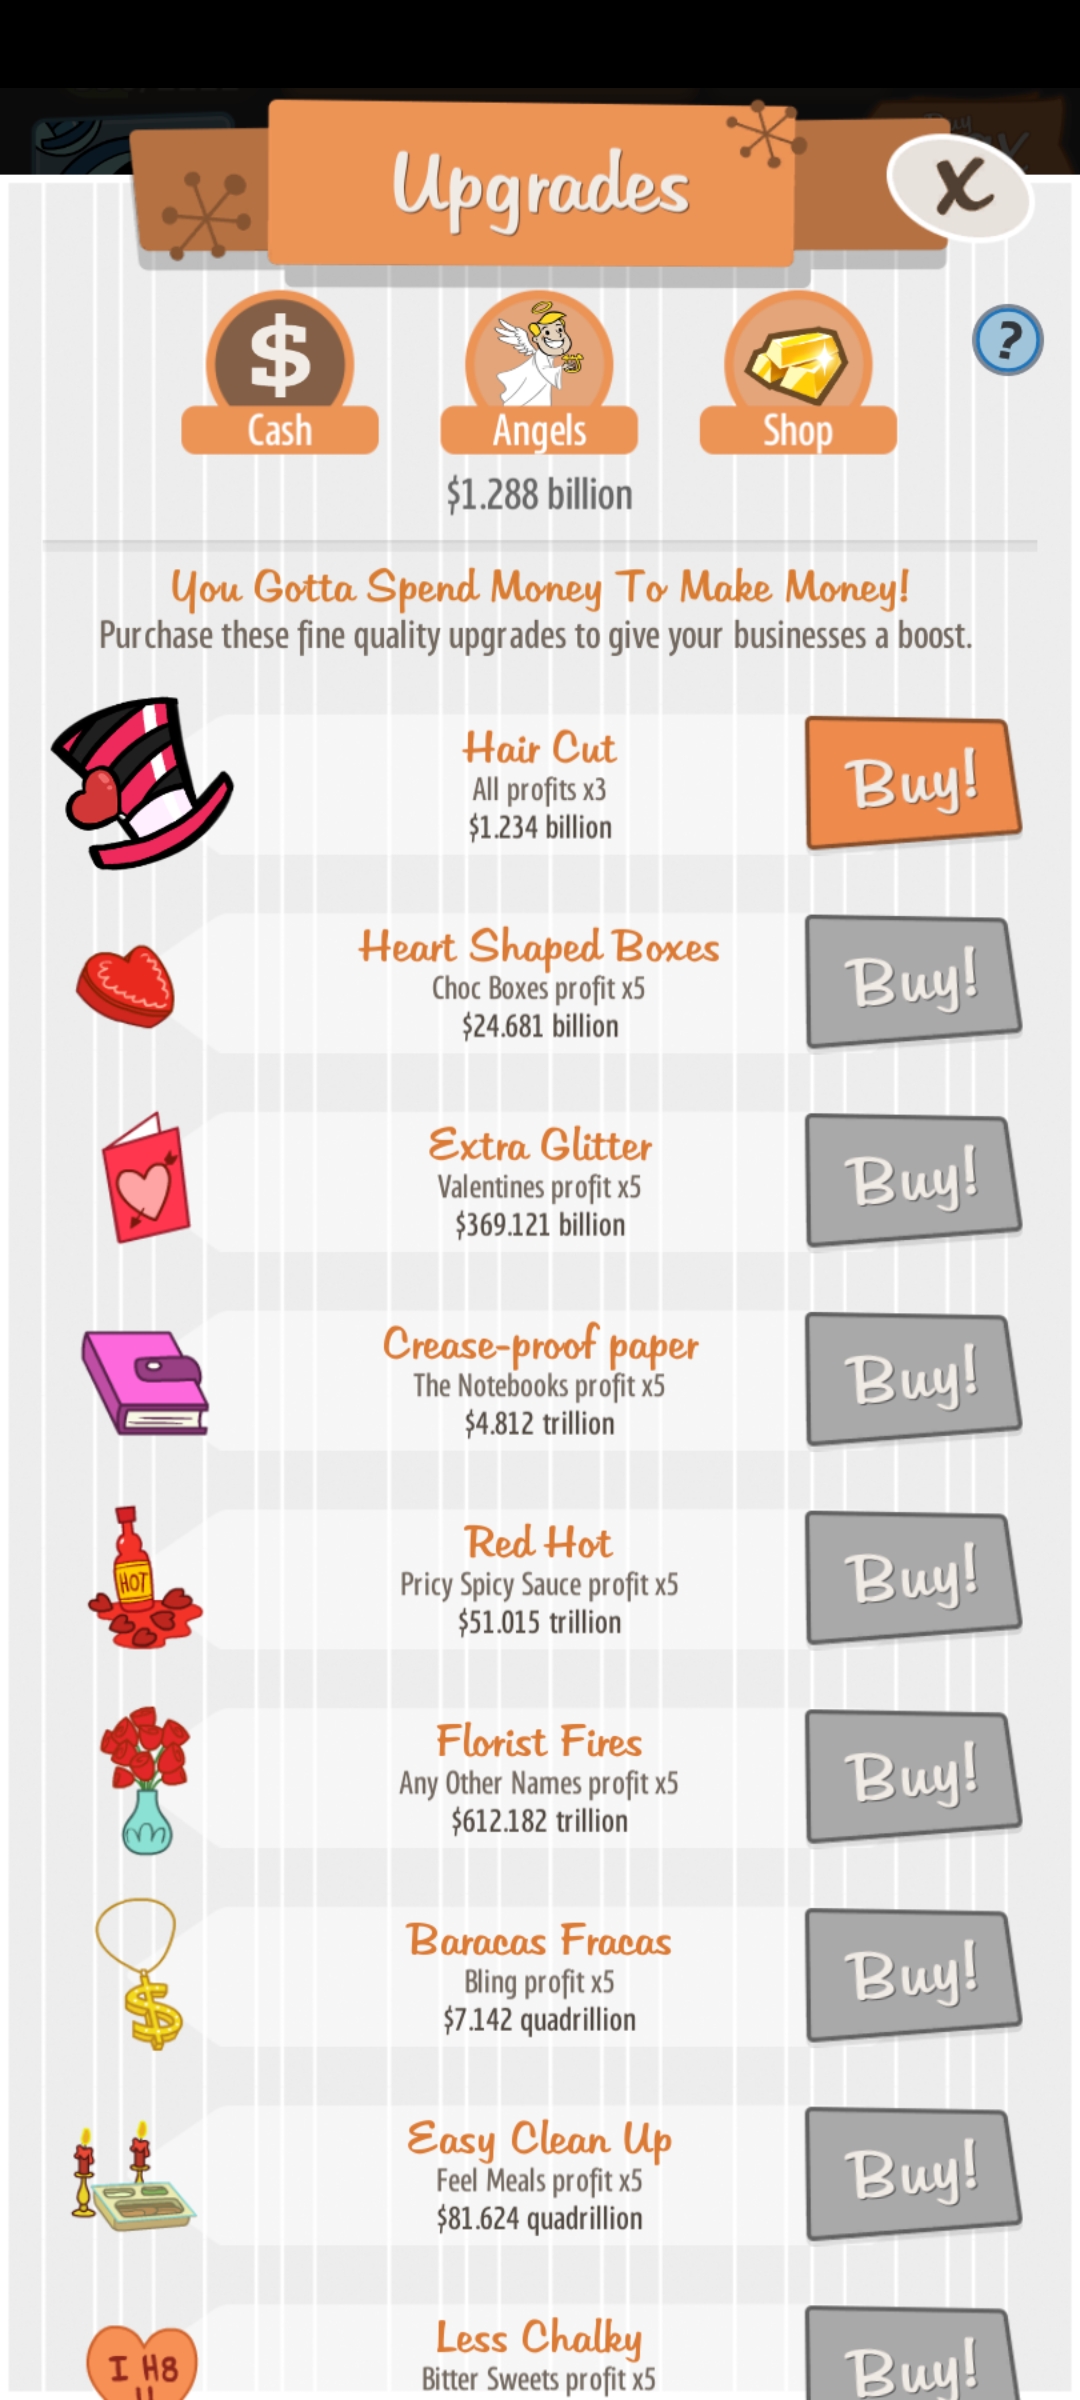 Upgrades
X
?
$
Cash
Angels
Shop
$1.288 billion
You Gotta Spend Money To Make Money!
Purchase these fine quality upgrades to give your businesses a boost.
Hair Cut
All profits x3
$1.234 billion
Buy!
Heart Shaped Boxes
Choc Boxes profit x5
$24.681 billion
Buy!
Extra Glitter
Valentines profit x5
$369.121 billion
Buy!
Crease-proof paper
The Notebooks profit x5
$4.812 trillion
Buy!
HOT
Red Hot
Pricy Spicy Sauce profit x5
$51.015 trillion
Buy!
Florist Fires
Any Other Names profit x5
$612.182 trillion
Buy!
$
Baracas Fracas
Bling profit x5
$7.142 quadrillion
Buy!
Easy Clean Up
Feel Meals profit x5
$81.624 quadrillion
Buy!
I H8
U
Less Chalky
Bitter Sweets profit x5
Buy!